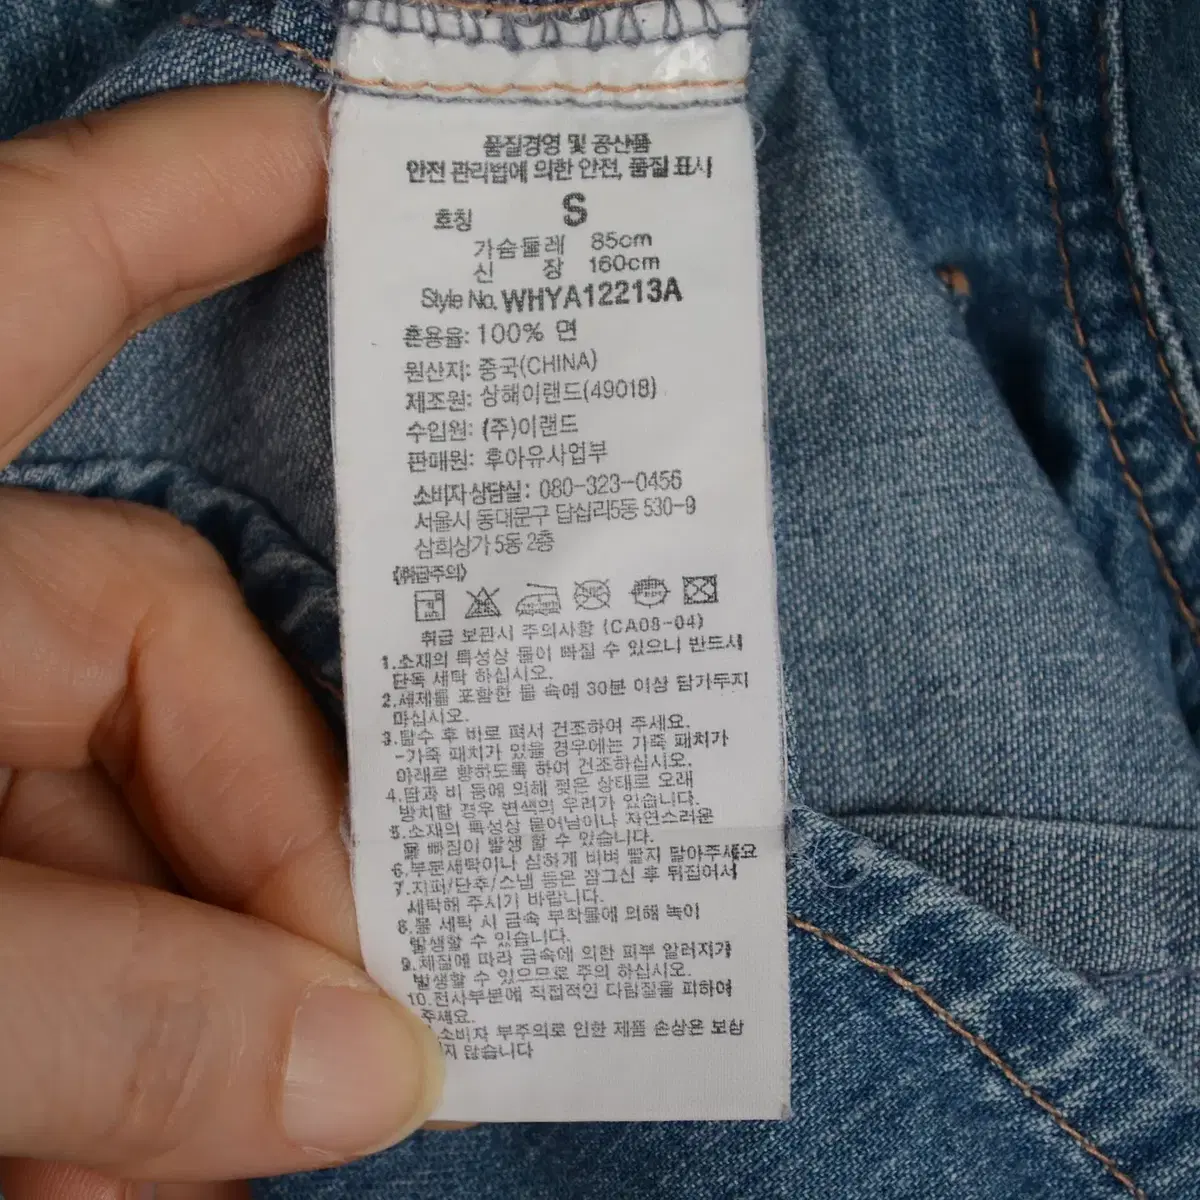 품질경영 및 공산품
안전 관리법에 의한 안전, 품질 표시
호칭 S
가슴둘레 85cm
신 장 160cm
Style No. WHYA12213A
혼용율: 100% 면
원산지: 중국(CHINA)
제조원: 상해이랜드(49018)
수입원: (주)이랜드
판매원: 후아유사업부
소비자상담실: 080-323-0456
서울시 동대문구 답십리5동 530-9
삼희상가 5동 2층
《취급주의》
취급 보관시 주의사항 (CA08-04)
1.소재의 특성상 물이 빠질 수 있으니 반드시
단독 세탁 하십시오.
2.세제를 포함한 물 속에 30분 이상 담가두지
마십시오.
3.탈수 후 바로 펴서 건조하여 주세요.
-가죽 패치가 있을 경우에는 가죽 패치가
아래로 향하도록 하여 건조하십시오.
4.땀과 비 등에 의해 젖은 상태로 오래
방치할 경우 변색의 우려가 있습니다.
5.소재의 특성상 묻어남이나 자연스러운
물 빠짐이 발생 할 수 있습니다.
6.부분세탁이나 심하게 비벼 빨지 말아주세요
7.지퍼/단추/스냅 등은 잠그신 후 뒤집어서
세탁해 주시기 바랍니다.
8.물 세탁 시 금속 부착물에 의해 녹이
발생할 수 있습니다.
9.체질에 따라 금속에 의한 피부 알러지가
발생할 수 있으므로 주의 하십시오.
10.전사부분에 직접적인 다림질을 피하여
주세요.
소비자 부주의로 인한 제품 손상은 보상
지 않습니다